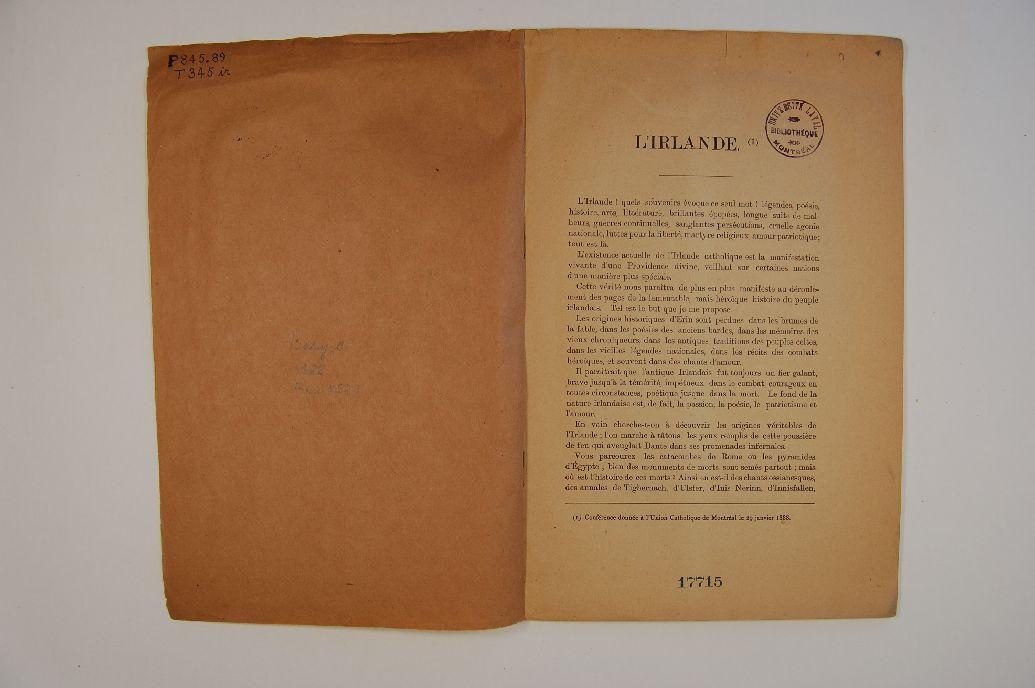 P845.89
T345ir
UNIVERSITÉ LAVAL
BIBLIOTHÈQUE
MONTRÉAL
L'IRLANDE. (1)
L'Irlande ! quels souvenirs évoque ce seul mot ! légendes, poésie,
histoire, arts, littérature, brillantes épopées, longue suite de mal-
heurs, guerres continuelles, sanglantes persécutions, cruelle agonie
nationale, luttes pour la liberté, martyre religieux, amour patriotique;
tout est là.
L'existence actuelle de l'Irlande catholique est la manifestation
vivante d'une Providence divine, veillant sur certaines nations
d'une manière plus spéciale.
Cette vérité nous paraîtra de plus en plus manifeste au déroule-
ment des pages de la lamentable, mais héroïque histoire du peuple
irlandais. Tel est le but que je me propose.
Les origines historiques d'Erin sont perdues dans les brumes de
la fable, dans les poésies des anciens bardes, dans les mémoires des
vieux chroniqueurs, dans les antiques traditions des peuples celtes,
dans les vieilles légendes nationales, dans les récits des combats
héroïques, et souvent dans des chants d'amour.
Il paraîtrait que l'antique Irlandais fut toujours un fier galant,
brave jusqu'à la témérité, impétueux dans le combat, courageux en
toutes circonstances, poétique jusque dans la mort. Le fond de la
nature irlandaise est, de fait, la passion, la poésie, le patriotisme et
l'amour.
En vain cherche-t-on à découvrir les origines véritables de
l'Irlande ; l'on marche à tâtons, les yeux remplis de cette poussière
de feu qui aveuglait Dante dans ses promenades infernales.
Vous parcourez les catacombes de Rome ou les pyramides
d'Égypte ; bien des monuments de morts sont semés partout ; mais
où est l'histoire de ces morts ? Ainsi en est-il des chants ossianesques,
des annales de Tighernach, d'Ulster, d'Inis Nerinn, d'Innisfallen,
(1) Conférence donnée à l'Union Catholique de Montréal le 29 janvier 1888.
17715